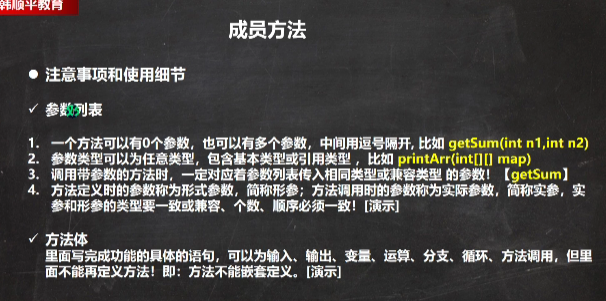 韩顺平教育
成员方法
● 注意事项和使用细节
✓ 参数列表
1. 一个方法可以有0个参数，也可以有多个参数，中间用逗号隔开, 比如 getSum(int n1,int n2)
2. 参数类型可以为任意类型，包含基本类型或引用类型 ，比如 printArr(int[][] map)
3. 调用带参数的方法时，一定对应着参数列表传入相同类型或兼容类型 的参数! 【getSum】
4. 方法定义时的参数称为形式参数，简称形参；方法调用时的参数称为实际参数，简称实参，实
参和形参的类型要一致或兼容、个数、顺序必须一致! [演示]
✓ 方法体
里面写完成功能的具体的语句，可以为输入、输出、变量、运算、分支、循环、方法调用，但里
面不能再定义方法! 即：方法不能嵌套定义。[演示]